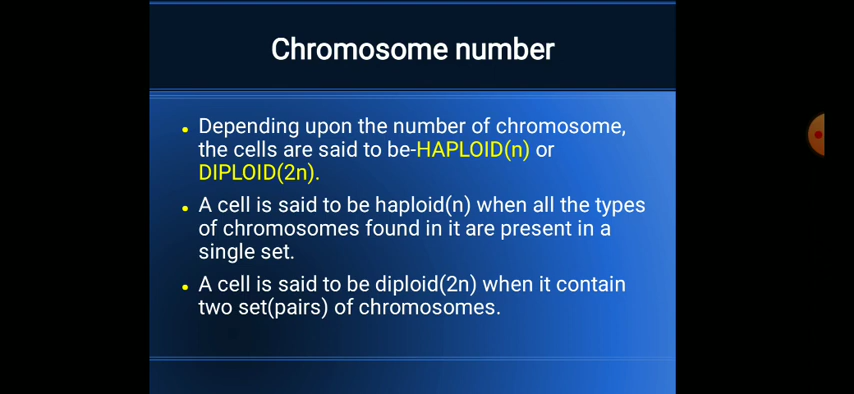 Chromosome number
• Depending upon the number of chromosome,
the cells are said to be-HAPLOID(n) or
DIPLOID(2n).
• A cell is said to be haploid(n) when all the types
of chromosomes found in it are present in a
single set.
• A cell is said to be diploid(2n) when it contain
two set(pairs) of chromosomes.